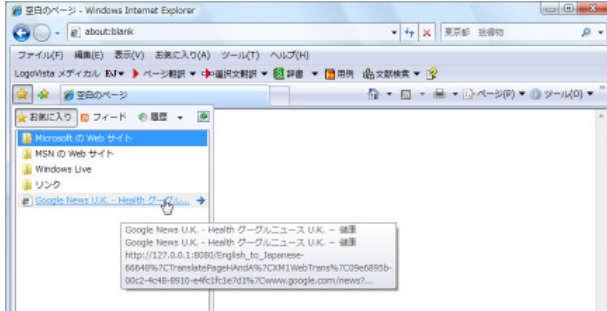 空白のページ - Windows Internet Explorer
about:blank
東京都 拾得物
ファイル(F) 編集(E) 表示(V) お気に入り(A) ツール(T) ヘルプ(H)
LogoVista メディカル EJ ページ翻訳 選択文翻訳 辞書 用例 文献検索
空白のページ
ページ(P) ツール(O)
お気に入り フィード 履歴
Microsoft の Web サイト
MSN の Web サイト
Windows Live
リンク
Google News U.K. - Health グーグル...
Google News U.K. - Health グーグルニュース U.K. – 健康
Google News U.K. - Health グーグルニュース U.K. – 健康
http://127.0.0.1:8080/English_to_Japanese-
66648%7CTranslatePageHAndA%7CXM1WebTrans%7C09e6895b-
00c2-4c48-8910-e4fc1fc1e7d1%7Cwww.google.com/news?...